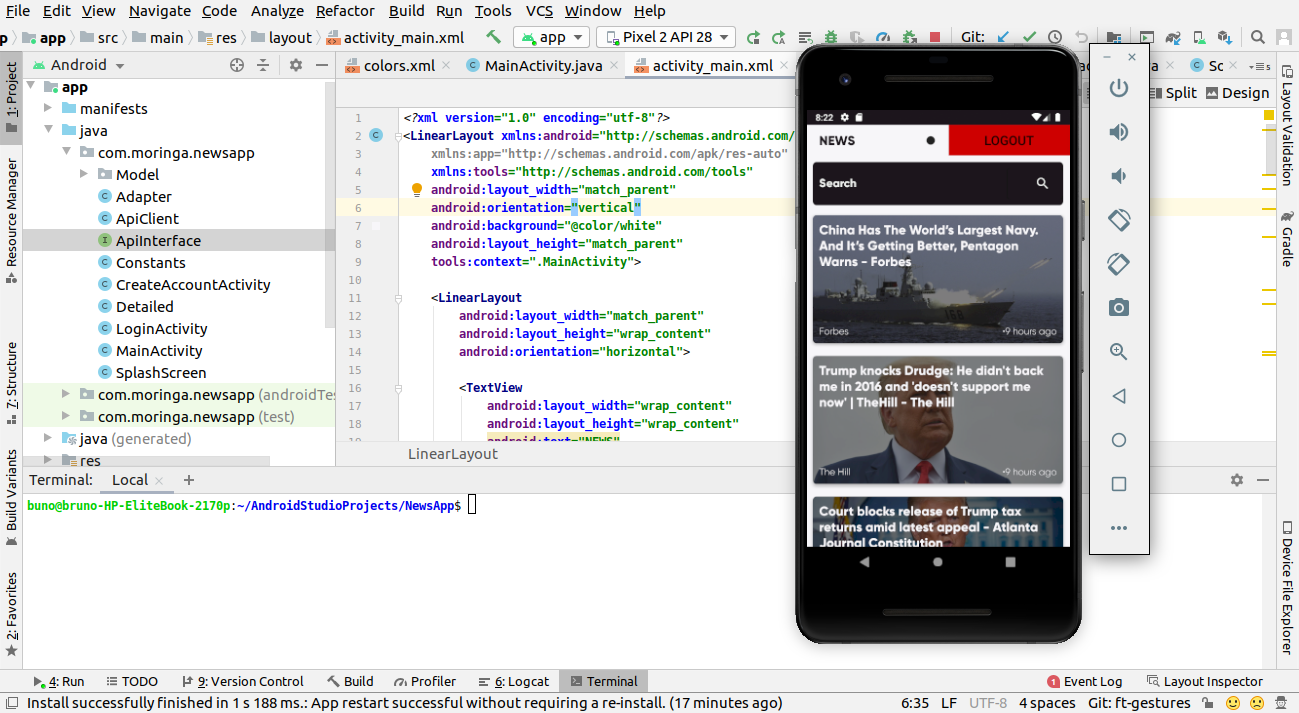 File Edit View Navigate Code Analyze Refactor Build Run Tools VCS Window Help
p app src main res layout activity_main.xml app Pixel 2 API 28 Git:
1: Project
Resource Manager
7: Structure
Build Variants
2: Favorites
Android
app
manifests
java
com.moringa.newsapp
Model
Adapter
ApiClient
ApiInterface
Constants
CreateAccountActivity
Detailed
LoginActivity
MainActivity
SplashScreen
com.moringa.newsapp (androidTes
com.moringa.newsapp (test)
java (generated)
res
colors.xml MainActivity.java activity_main.xml
Split Design
1 <?xml version="1.0" encoding="utf-8"?>
2 <LinearLayout xmlns:android="http://schemas.android.com/
3 xmlns:app="http://schemas.android.com/apk/res-auto"
4 xmlns:tools="http://schemas.android.com/tools"
5 android:layout_width="match_parent"
6 android:orientation="vertical"
7 android:background="@color/white"
8 android:layout_height="match_parent"
9 tools:context=".MainActivity">
10
11 <LinearLayout
12 android:layout_width="match_parent"
13 android:layout_height="wrap_content"
14 android:orientation="horizontal">
15
16 <TextView
17 android:layout_width="wrap_content"
18 android:layout_height="wrap_content"
19 android:text="NEWS"
LinearLayout
8:22
NEWS LOGOUT
Search
China Has The World's Largest Navy.
And It's Getting Better, Pentagon
Warns - Forbes
Forbes •9 hours ago
Trump knocks Drudge: He didn't back
me in 2016 and 'doesn't support me
now' | TheHill - The Hill
The Hill •9 hours ago
Court blocks release of Trump tax
returns amid latest appeal - Atlanta
Journal Constitution
Layout Validation
Gradle
Device File Explorer
Terminal: Local
buno@bruno-HP-EliteBook-2170p:~/AndroidStudioProjects/NewsApp$
4: Run TODO 9: Version Control Build Profiler 6: Logcat Terminal 1 Event Log Layout Inspector
Install successfully finished in 1 s 188 ms.: App restart successful without requiring a re-install. (17 minutes ago) 6:35 LF UTF-8 4 spaces Git: ft-gestures